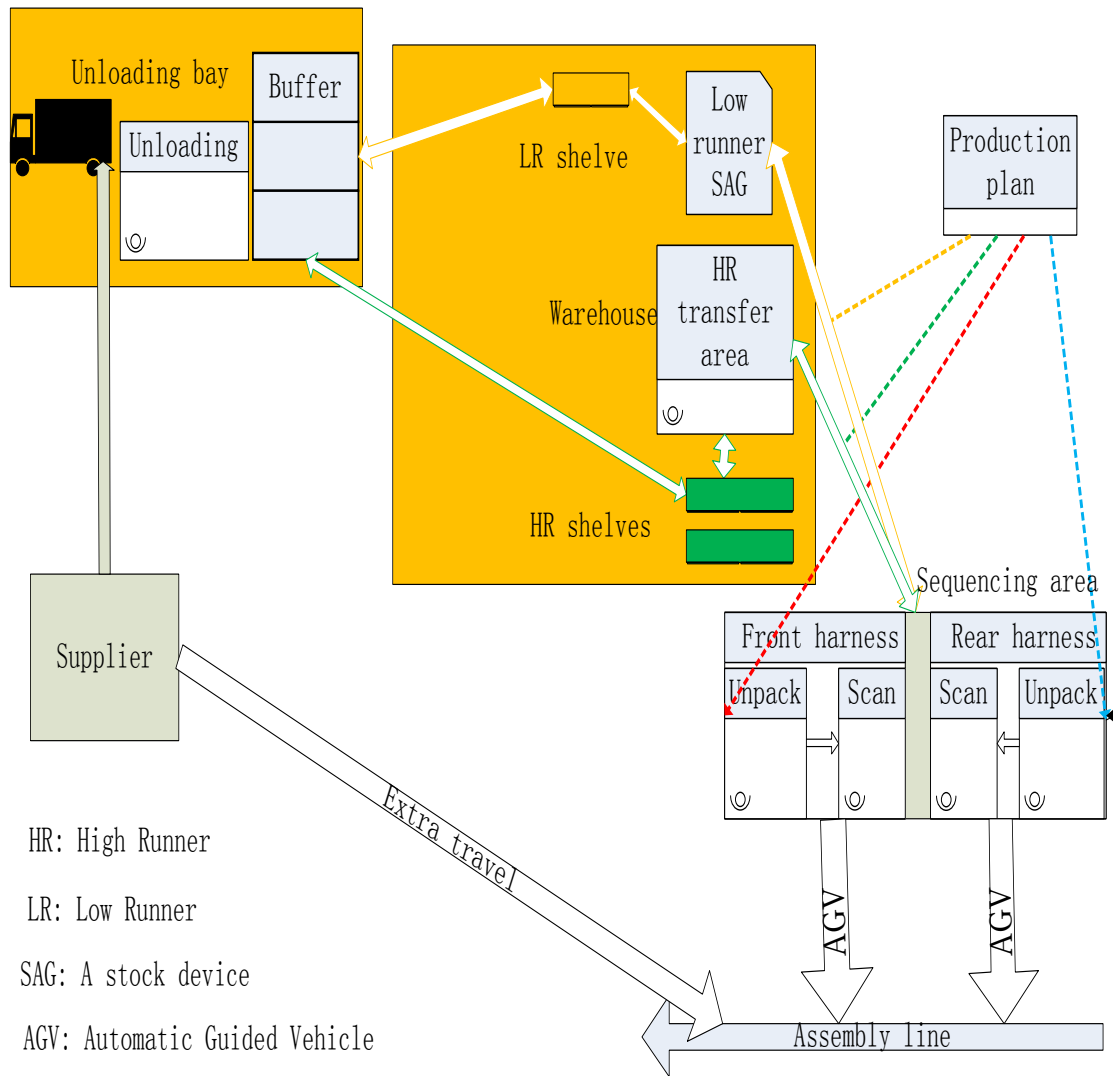 Unloading bay
Buffer
Unloading
LR shelve
Low
runner
SAG
Production
plan
Warehouse
HR
transfer
area
HR shelves
Sequencing area
Supplier
Front harness
Rear harness
Unpack
Scan
Scan
Unpack
Extra travel
AGV
AGV
HR: High Runner
LR: Low Runner
SAG: A stock device
AGV: Automatic Guided Vehicle
Assembly line